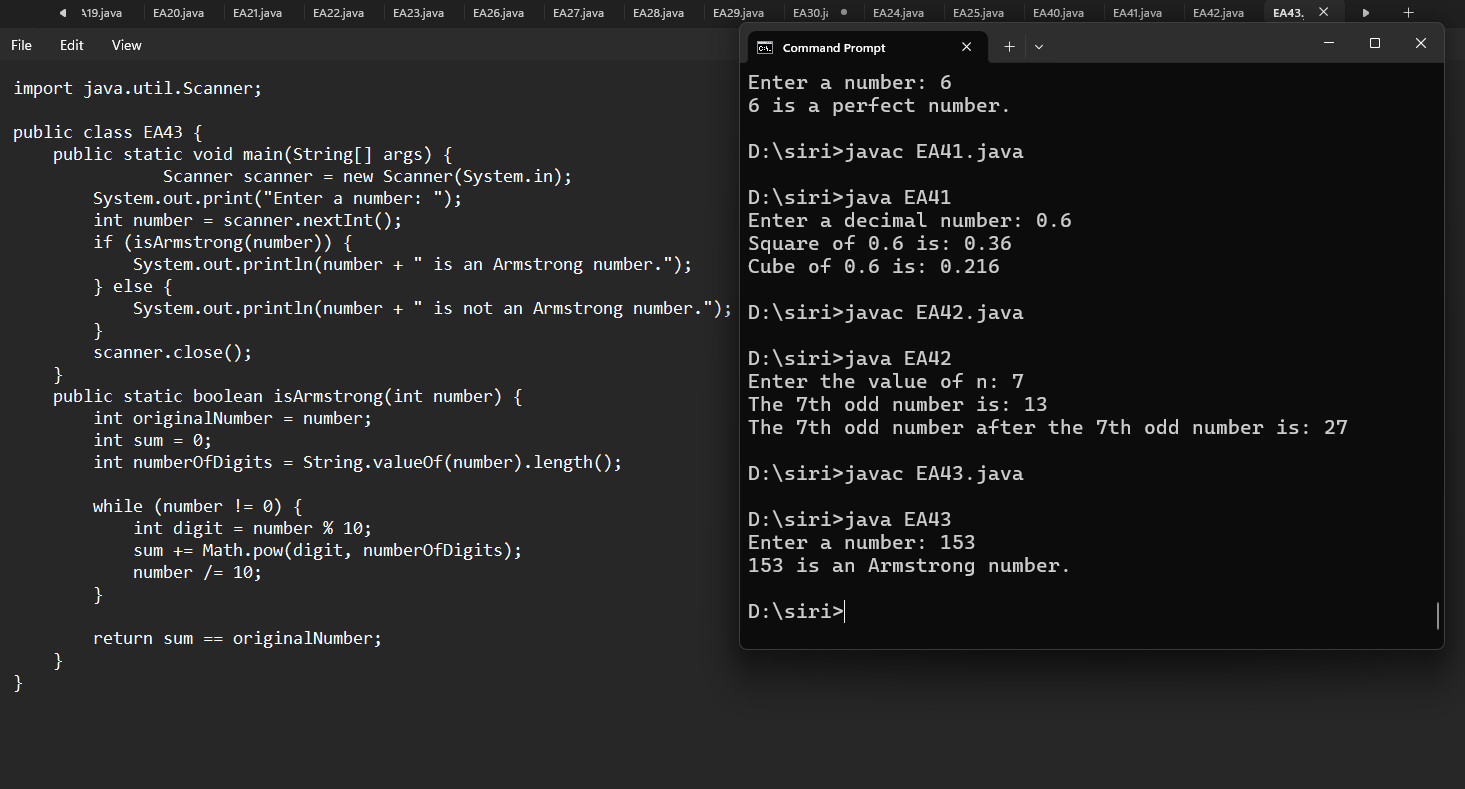 A19.java EA20.java EA21.java EA22.java EA23.java EA26.java EA27.java EA28.java EA29.java EA30.j EA24.java EA25.java EA40.java EA41.java EA42.java EA43.
File Edit View
import java.util.Scanner;
public class EA43 {
public static void main(String[] args) {
Scanner scanner = new Scanner(System.in);
System.out.print("Enter a number: ");
int number = scanner.nextInt();
if (isArmstrong(number)) {
System.out.println(number + " is an Armstrong number.");
} else {
System.out.println(number + " is not an Armstrong number.");
}
scanner.close();
}
public static boolean isArmstrong(int number) {
int originalNumber = number;
int sum = 0;
int numberOfDigits = String.valueOf(number).length();
while (number != 0) {
int digit = number % 10;
sum += Math.pow(digit, numberOfDigits);
number /= 10;
}
return sum == originalNumber;
}
}
Command Prompt
Enter a number: 6
6 is a perfect number.
D:\siri>javac EA41.java
D:\siri>java EA41
Enter a decimal number: 0.6
Square of 0.6 is: 0.36
Cube of 0.6 is: 0.216
D:\siri>javac EA42.java
D:\siri>java EA42
Enter the value of n: 7
The 7th odd number is: 13
The 7th odd number after the 7th odd number is: 27
D:\siri>javac EA43.java
D:\siri>java EA43
Enter a number: 153
153 is an Armstrong number.
D:\siri>